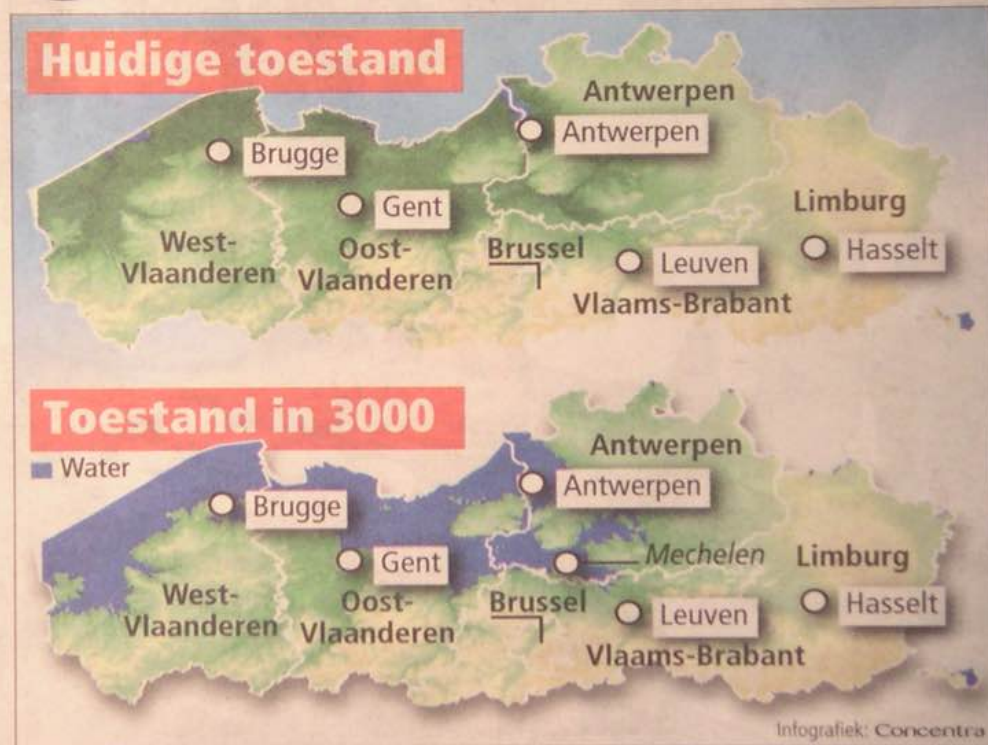 Huidige toestand
Antwerpen
Antwerpen
Brugge
Limburg
Gent
West-
Vlaanderen
Oost-
Vlaanderen
Brussel
Leuven
Hasselt
Vlaams-Brabant
Toestand in 3000
Water
Antwerpen
Antwerpen
Brugge
Mechelen
Limburg
Gent
West-
Vlaanderen
Oost-
Vlaanderen
Brussel
Leuven
Hasselt
Vlaams-Brabant
Infografiek: Concentra